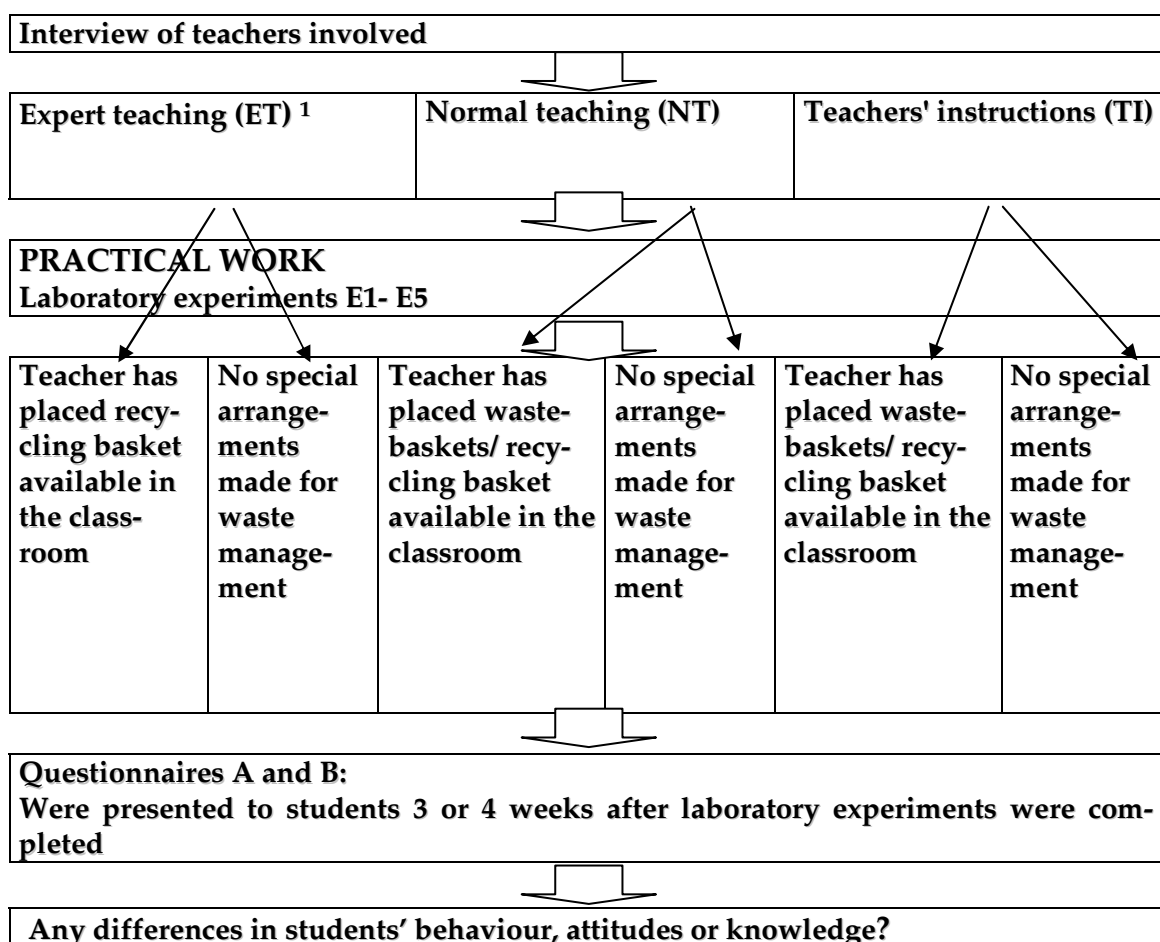 Interview of teachers involved
Expert teaching (ET) 1
Normal teaching (NT)
Teachers' instructions (TI)
PRACTICAL WORK
Laboratory experiments E1- E5
Teacher has
placed recy-
cling basket
available in
the class-
room
No special
arrange-
ments
made for
waste
manage-
ment
Teacher has
placed waste-
baskets/ recy-
cling basket
available in the
classroom
No special
arrange-
ments
made for
waste
manage-
ment
Teacher has
placed waste-
baskets/ recy-
cling basket
available in the
classroom
No special
arrange-
ments
made for
waste
manage-
ment
Questionnaires A and B:
Were presented to students 3 or 4 weeks after laboratory experiments were com-
pleted
Any differences in students’ behaviour, attitudes or knowledge?